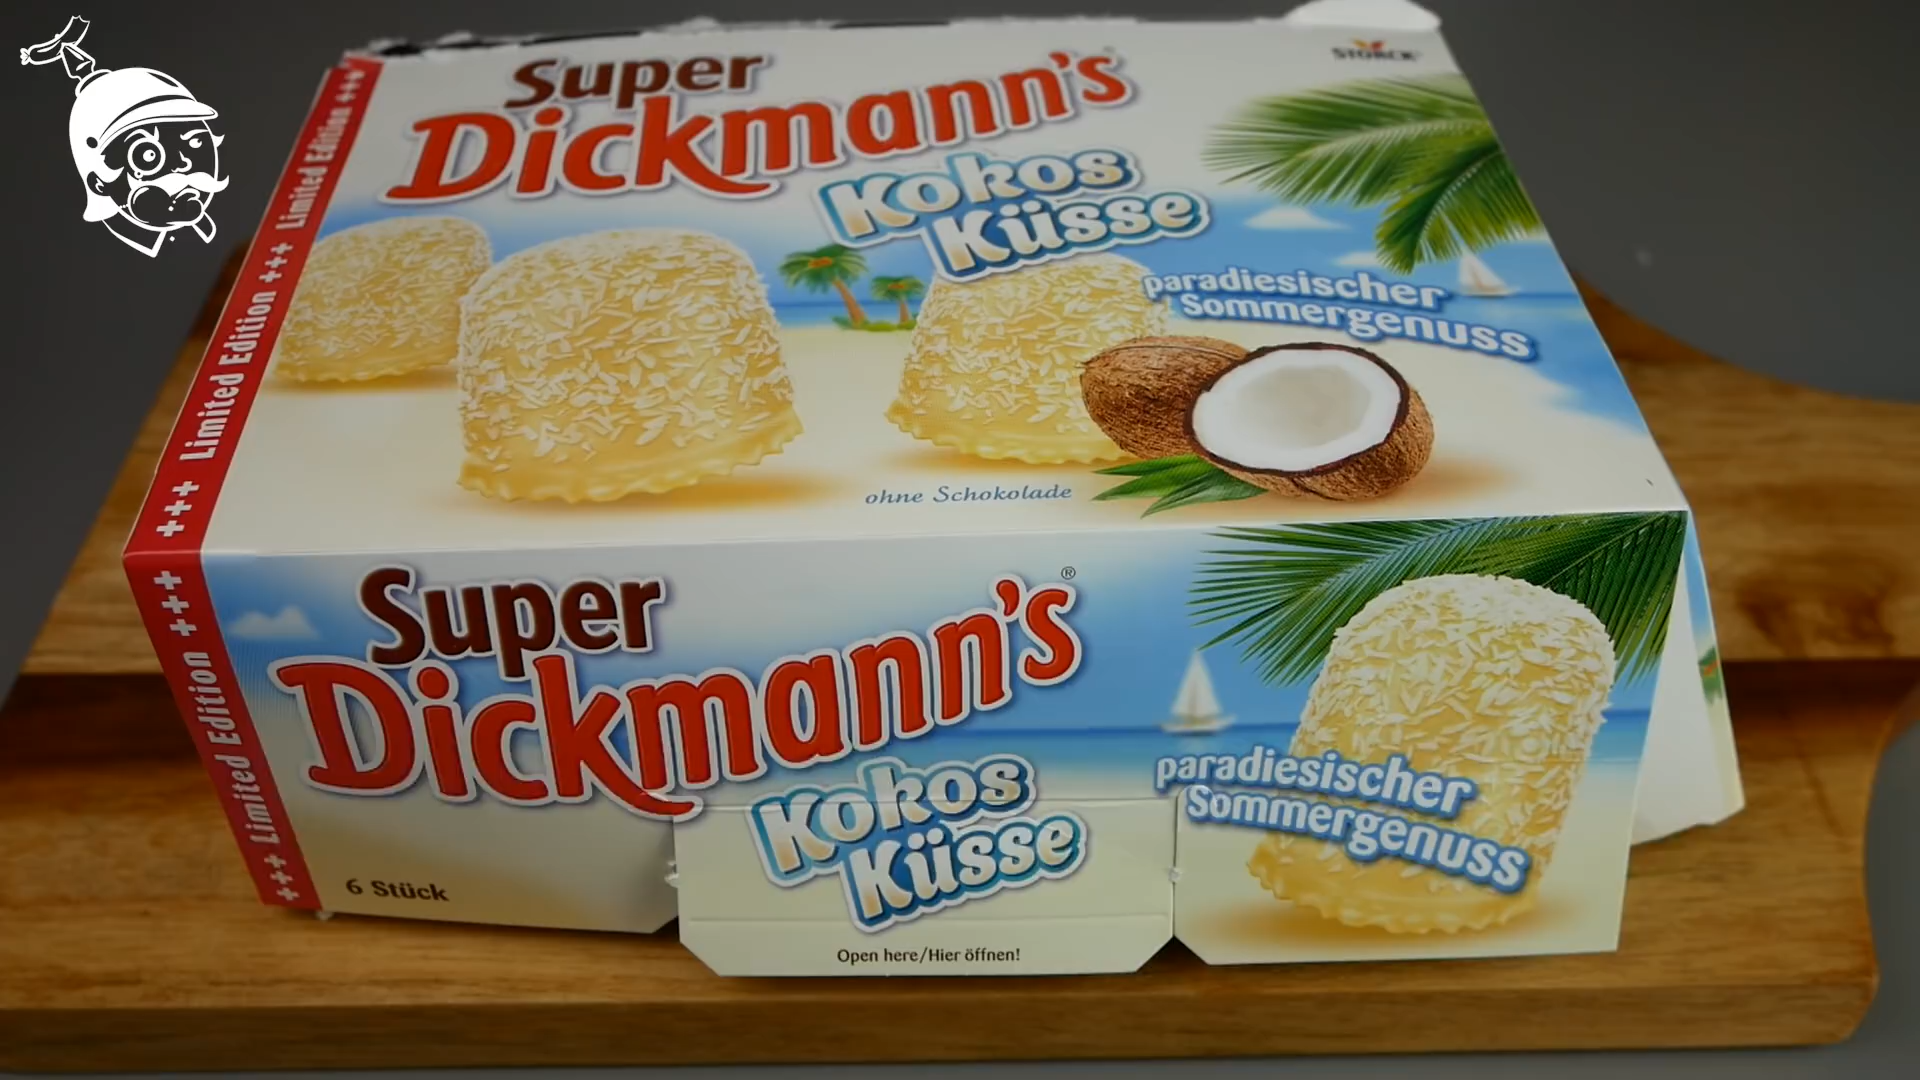 STORCK
Super
Dickmann's
Kokos
Küsse
paradiesischer
Sommergenuss
ohne Schokolade
+++ Limited Edition +++ Limited Edition +++
Super
Dickmann's®
Kokos
Küsse
paradiesischer
Sommergenuss
+++ Limited Edition +++
6 Stück
Open here/Hier öffnen!